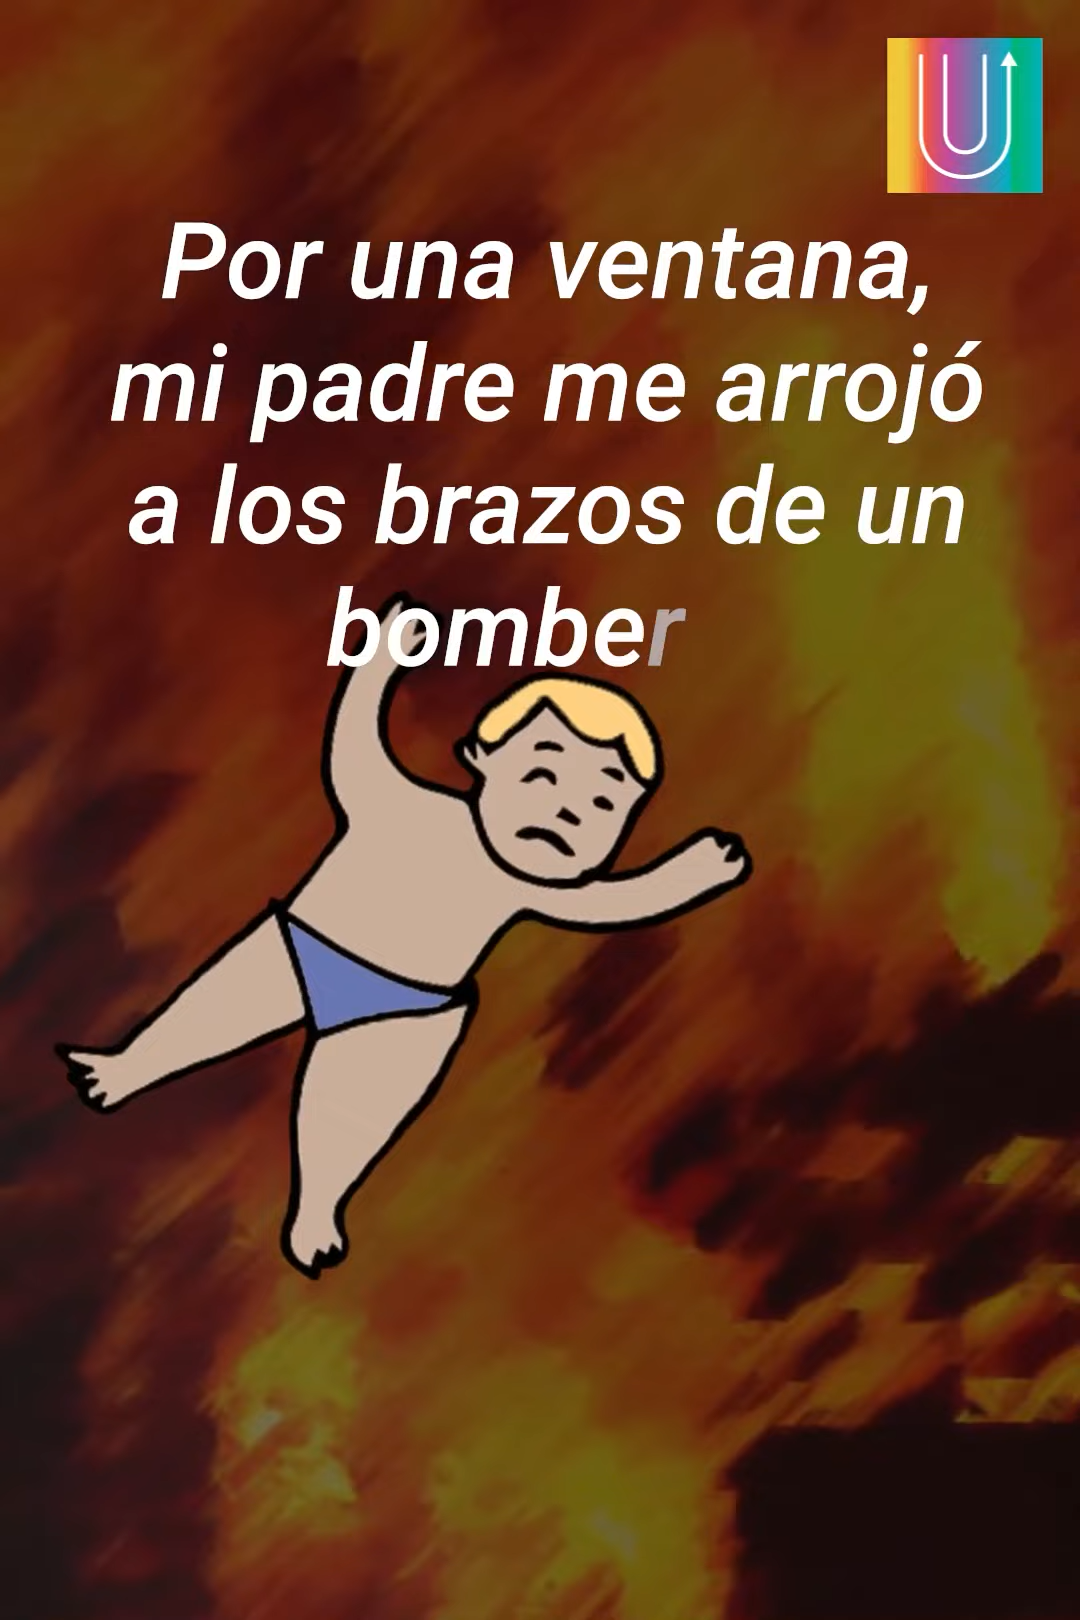 U
Por una ventana,
mi padre me arrojó
a los brazos de un
bomber